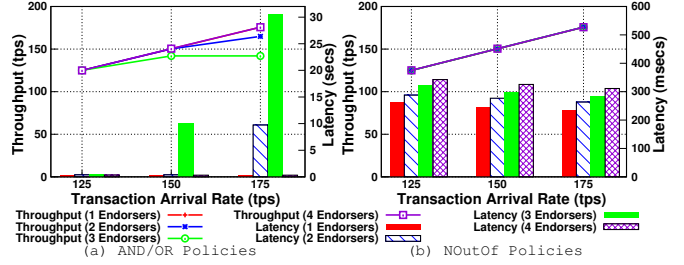 200 30 200 600
150 25 150 500
20 400
100 15 100 300
50 10 50 200
5 100
0 0 0 0
Throughput (tps)
Latency (secs)
Throughput (tps)
Latency (msecs)
125 150 175 125 150 175
Transaction Arrival Rate (tps) Transaction Arrival Rate (tps)
Throughput (1 Endorsers) Throughput (4 Endorsers) Latency (3 Endorsers)
Throughput (2 Endorsers) Latency (1 Endorsers) Latency (4 Endorsers)
Throughput (3 Endorsers) Latency (2 Endorsers)
(a) AND/OR Policies (b) NOutOf Policies